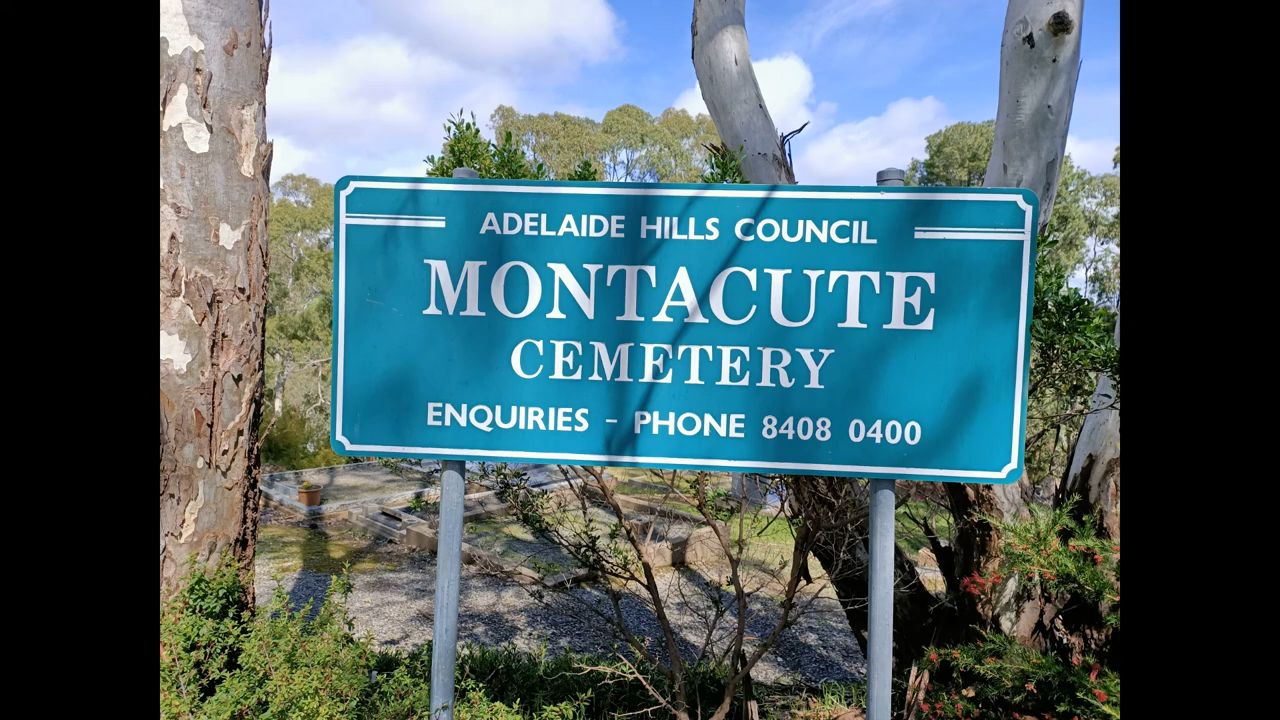 ADELAIDE HILLS COUNCIL
MONTACUTE
CEMETERY
ENQUIRIES - PHONE 8408 0400